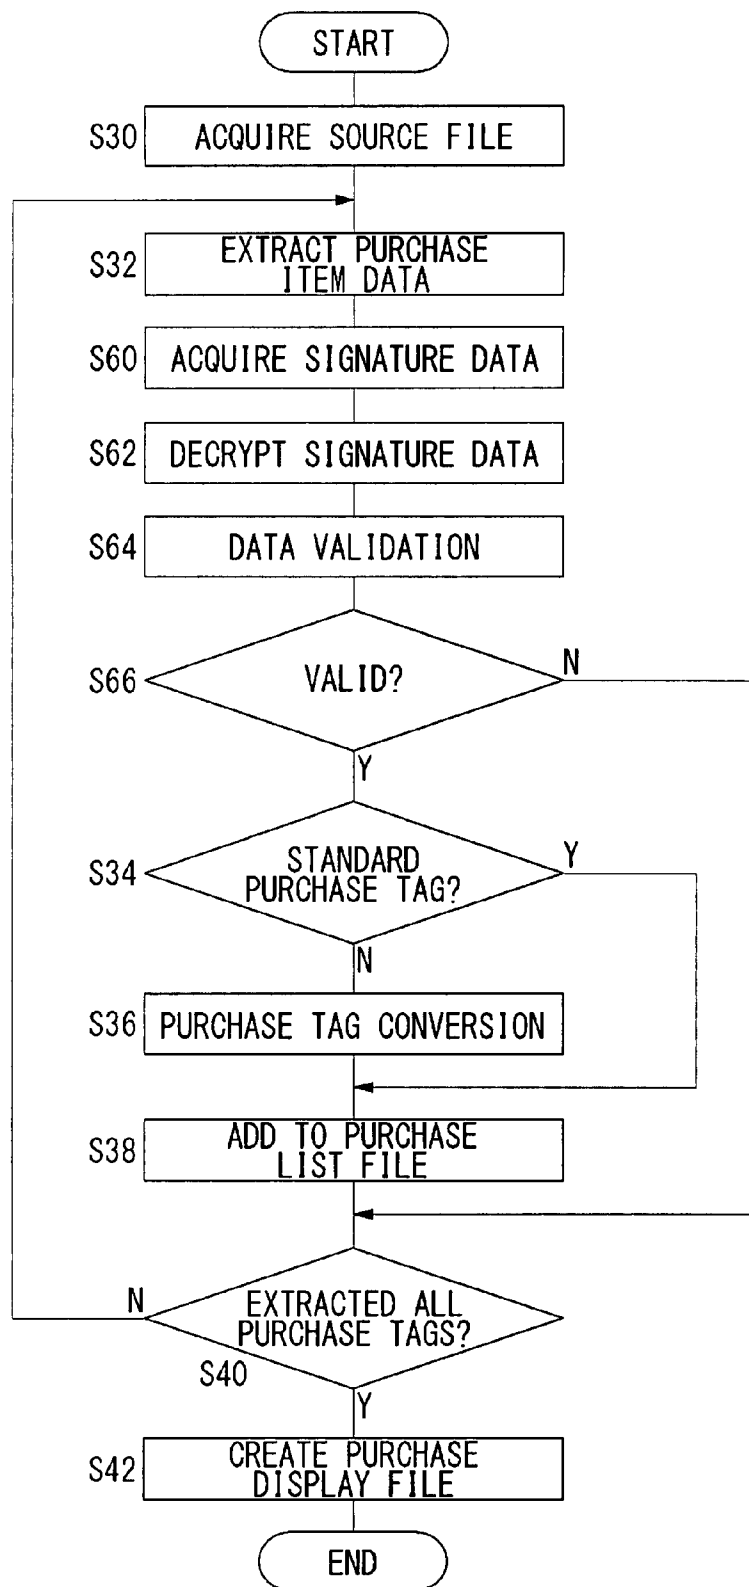 START
S30
ACQUIRE SOURCE FILE
S32
EXTRACT PURCHASE
ITEM DATA
S60
ACQUIRE SIGNATURE DATA
S62
DECRYPT SIGNATURE DATA
S64
DATA VALIDATION
S66
VALID?
N
Y
S34
STANDARD
PURCHASE TAG?
Y
N
S36
PURCHASE TAG CONVERSION
S38
ADD TO PURCHASE
LIST FILE
N
EXTRACTED ALL
PURCHASE TAGS?
S40
Y
S42
CREATE PURCHASE
DISPLAY FILE
END